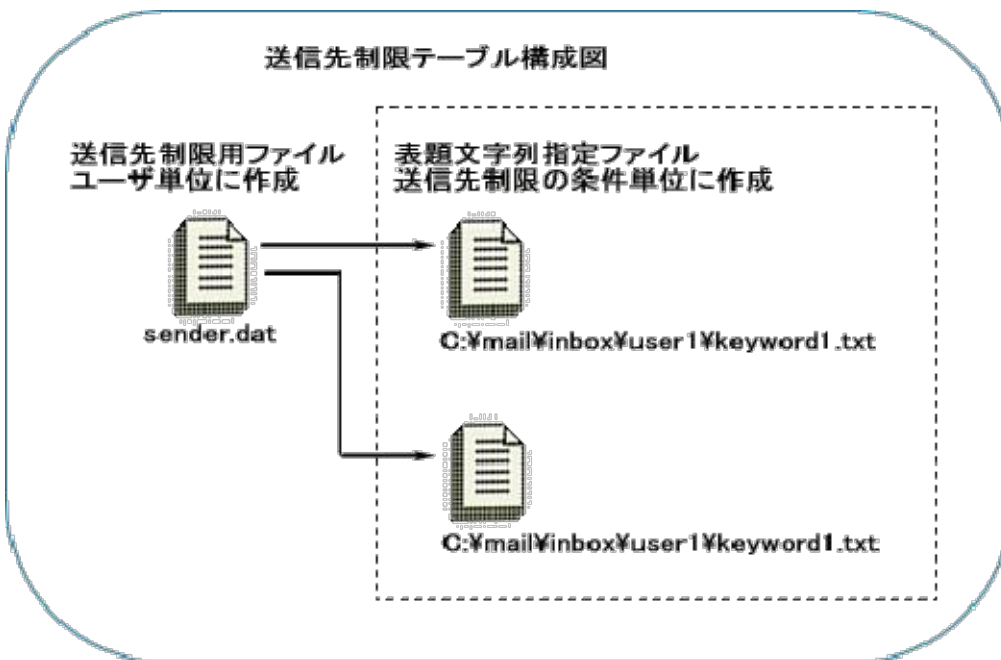 送信先制限テーブル構成図
送信先制限用ファイル
ユーザ単位に作成
sender.dat
表題文字列指定ファイル
送信先制限の条件単位に作成
C:¥mail¥inbox¥user1¥keyword1.txt
C:¥mail¥inbox¥user1¥keyword1.txt